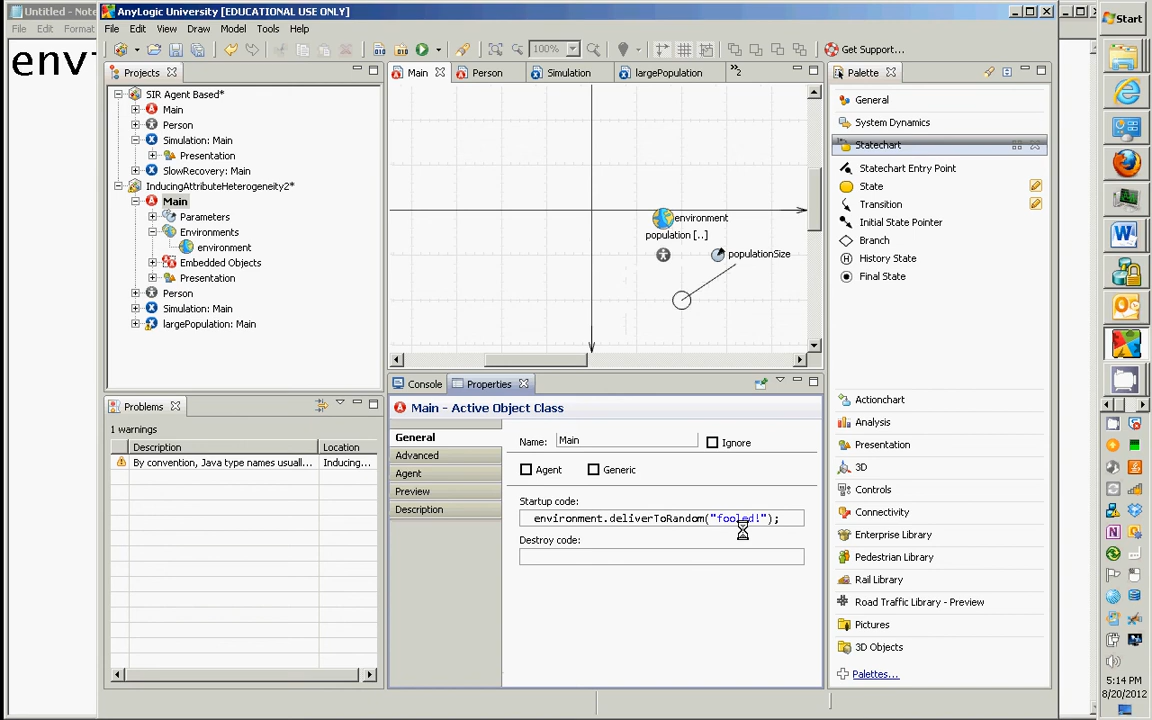 Untitled - Note
File Edit Format
env
AnyLogic University [EDUCATIONAL USE ONLY]
File Edit View Draw Model Tools Help
100%
Get Support...
Projects
SIR Agent Based*
Main
Person
Simulation: Main
Presentation
SlowRecovery: Main
InducingAttributeHeterogeneity2*
Main
Parameters
Environments
environment
Embedded Objects
Presentation
Person
Simulation: Main
largePopulation: Main
Problems
1 warnings
Description Location
By convention, Java type names usuall... Inducing...
Main Person Simulation largePopulation »2
environment
population [..]
populationSize
Console Properties
Main - Active Object Class
General
Advanced
Agent
Preview
Description
Name: Main Ignore
Agent Generic
Startup code:
environment.deliverToRandom("fooled!");
Destroy code:
Palette
General
System Dynamics
Statechart
Statechart Entry Point
State
Transition
Initial State Pointer
Branch
History State
Final State
Actionchart
Analysis
Presentation
3D
Controls
Connectivity
Enterprise Library
Pedestrian Library
Rail Library
Road Traffic Library - Preview
Pictures
3D Objects
Palettes...
Start
5:14 PM
8/20/2012